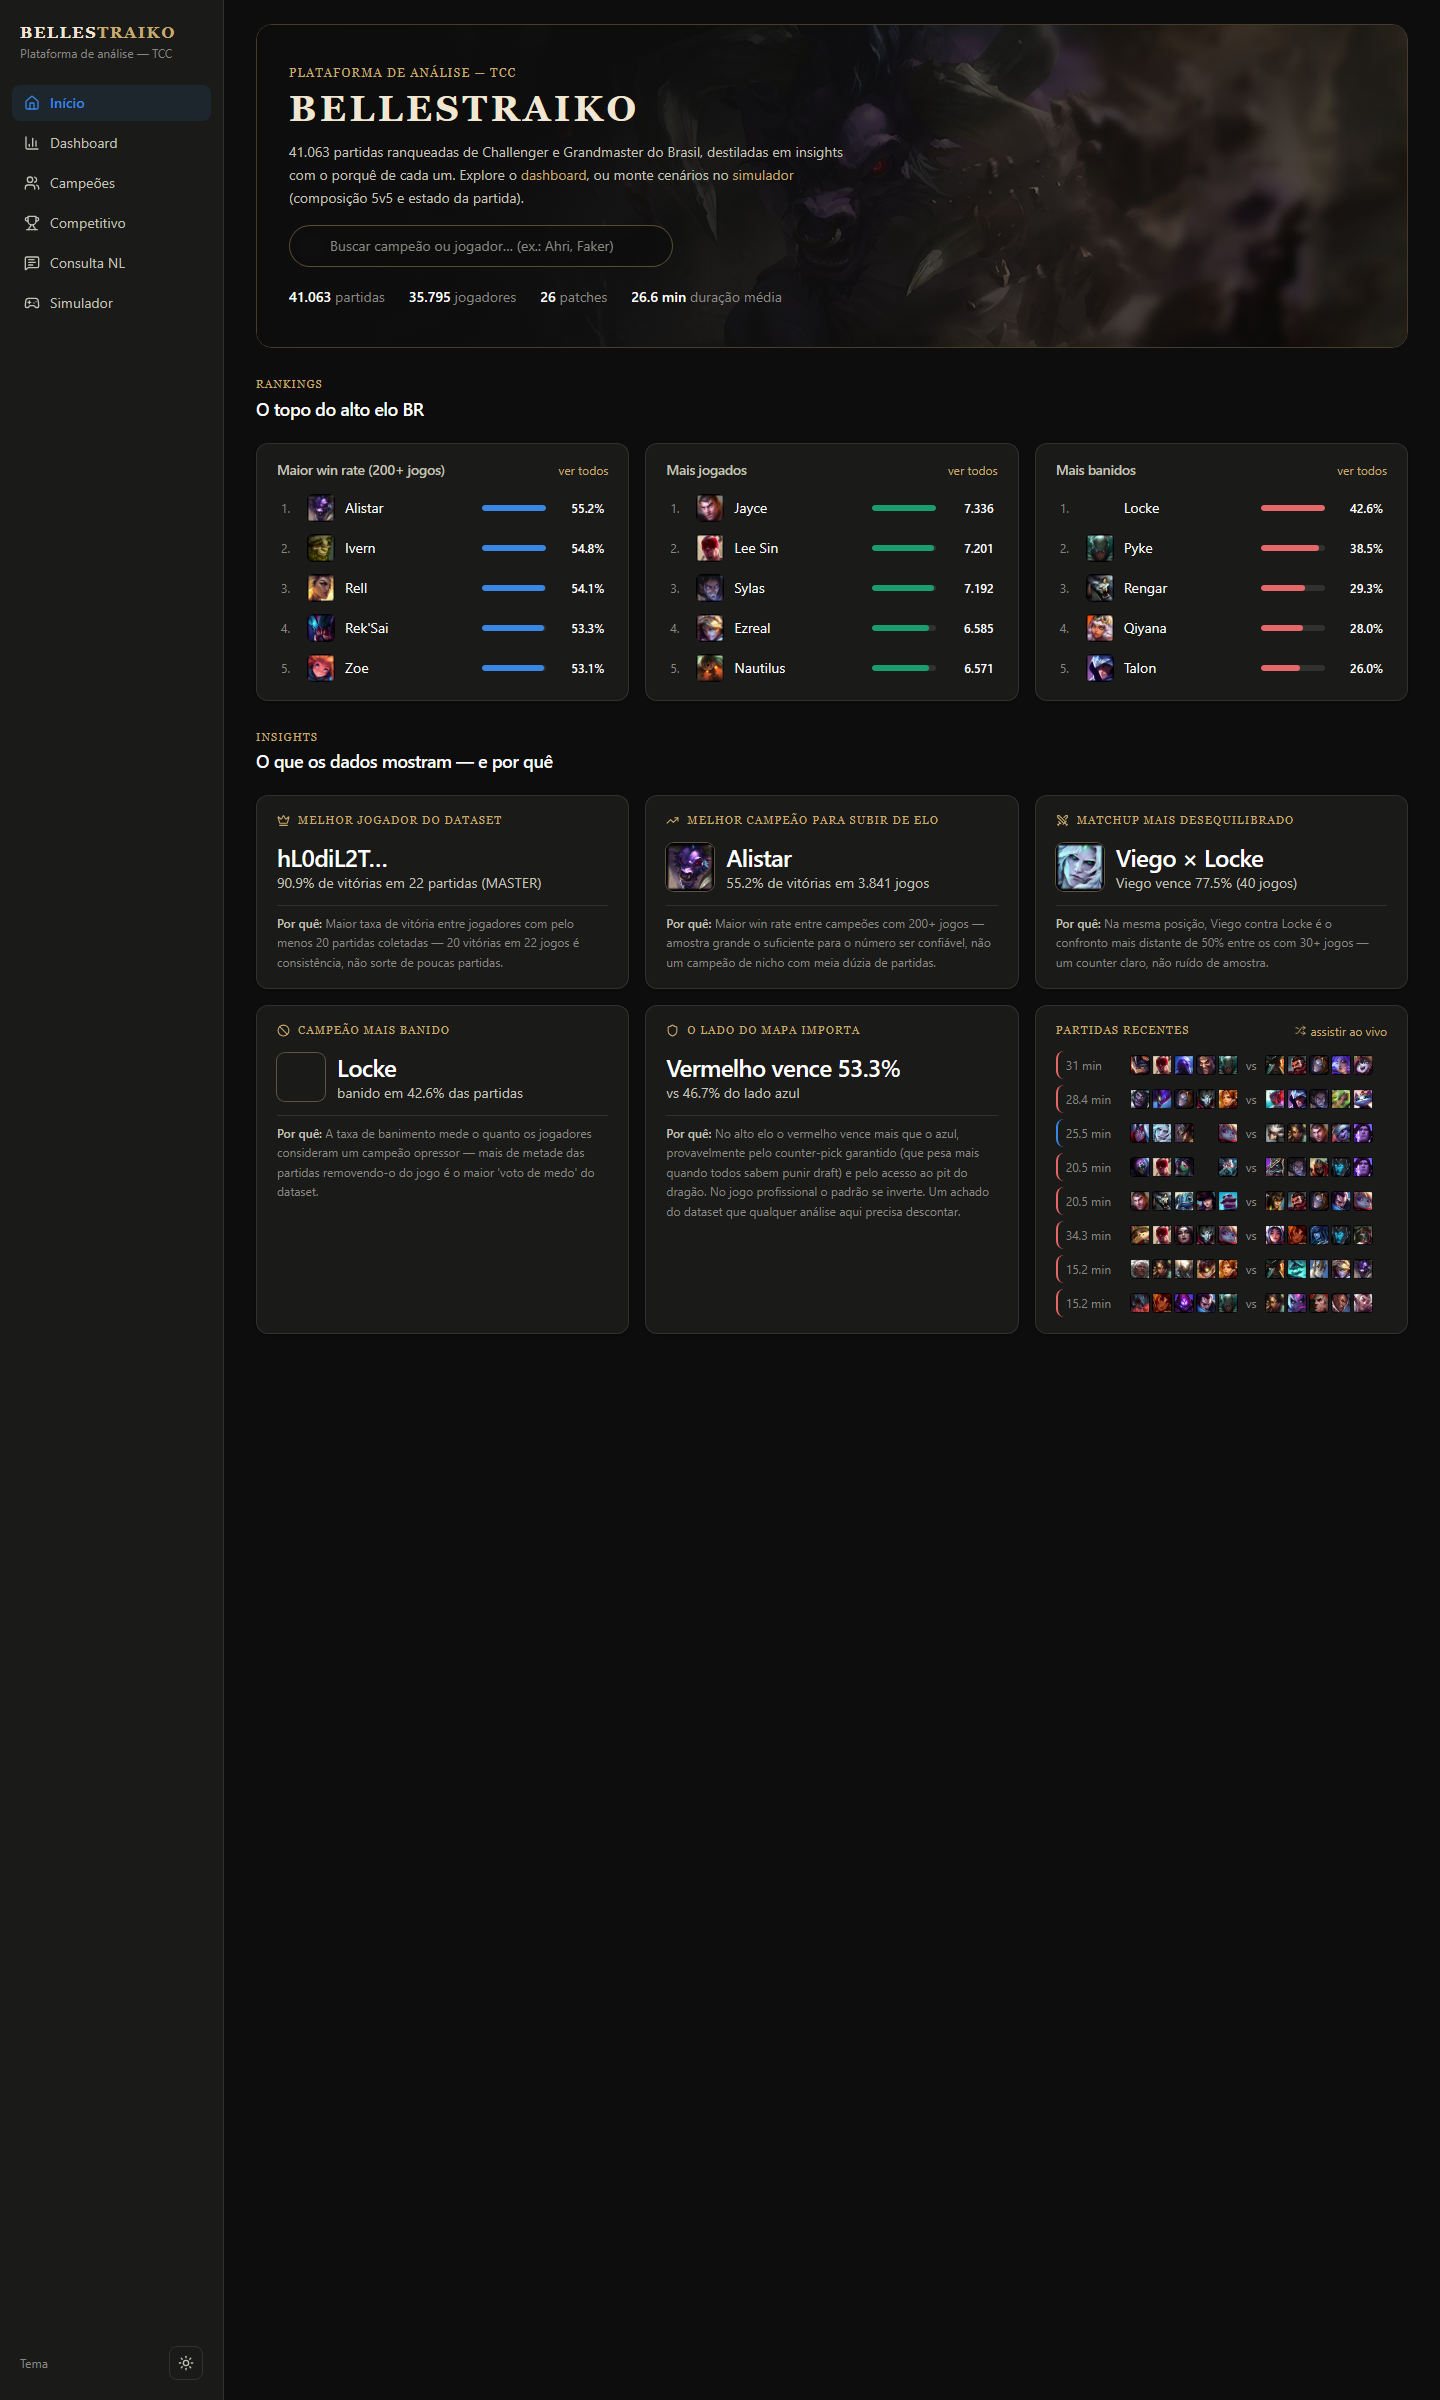 BELLESTRAIKO
Plataforma de análise — TCC
Início
Dashboard
Campeões
Competitivo
Consulta NL
Simulador
PLATAFORMA DE ANÁLISE — TCC
BELLESTRAIKO
41.063 partidas ranqueadas de Challenger e Grandmaster do Brasil, destiladas em insights
com o porquê de cada um. Explore o dashboard, ou monte cenários no simulador
(composição 5v5 e estado da partida).
Buscar campeão ou jogador... (ex.: Ahri, Faker)
41.063 partidas 35.795 jogadores 26 patches 26.6 min duração média
RANKINGS
O topo do alto elo BR
Maior win rate (200+ jogos) ver todos
1. Alistar 55.2%
2. Ivern 54.8%
3. Rell 54.1%
4. Rek'Sai 53.3%
5. Zoe 53.1%
Mais jogados ver todos
1. Jayce 7.336
2. Lee Sin 7.201
3. Sylas 7.192
4. Ezreal 6.585
5. Nautilus 6.571
Mais banidos ver todos
1. Locke 42.6%
2. Pyke 38.5%
3. Rengar 29.3%
4. Qiyana 28.0%
5. Talon 26.0%
INSIGHTS
O que os dados mostram — e por quê
MELHOR JOGADOR DO DATASET
hL0diL2T...
90.9% de vitórias em 22 partidas (MASTER)
Por quê: Maior taxa de vitória entre jogadores com pelo
menos 20 partidas coletadas — 20 vitórias em 22 jogos é
consistência, não sorte de poucas partidas.
MELHOR CAMPEÃO PARA SUBIR DE ELO
Alistar
55.2% de vitórias em 3.841 jogos
Por quê: Maior win rate entre campeões com 200+ jogos —
amostra grande o suficiente para o número ser confiável, não
um campeão de nicho com meia dúzia de partidas.
MATCHUP MAIS DESEQUILIBRADO
Viego × Locke
Viego vence 77.5% (40 jogos)
Por quê: Na mesma posição, Viego contra Locke é o
confronto mais distante de 50% entre os com 30+ jogos —
um counter claro, não ruído de amostra.
CAMPEÃO MAIS BANIDO
Locke
banido em 42.6% das partidas
Por quê: A taxa de banimento mede o quanto os jogadores
consideram um campeão opressor — mais de metade das
partidas removendo-o do jogo é o maior 'voto de medo' do
dataset.
O LADO DO MAPA IMPORTA
Vermelho vence 53.3%
vs 46.7% do lado azul
Por quê: No alto elo o vermelho vence mais que o azul,
provavelmente pelo counter-pick garantido (que pesa mais
quando todos sabem punir draft) e pelo acesso ao pit do
dragão. No jogo profissional o padrão se inverte. Um achado
do dataset que qualquer análise aqui precisa descontar.
PARTIDAS RECENTES assistir ao vivo
31 min vs
28.4 min vs
25.5 min vs
20.5 min vs
20.5 min vs
34.3 min vs
15.2 min vs
15.2 min vs
Tema